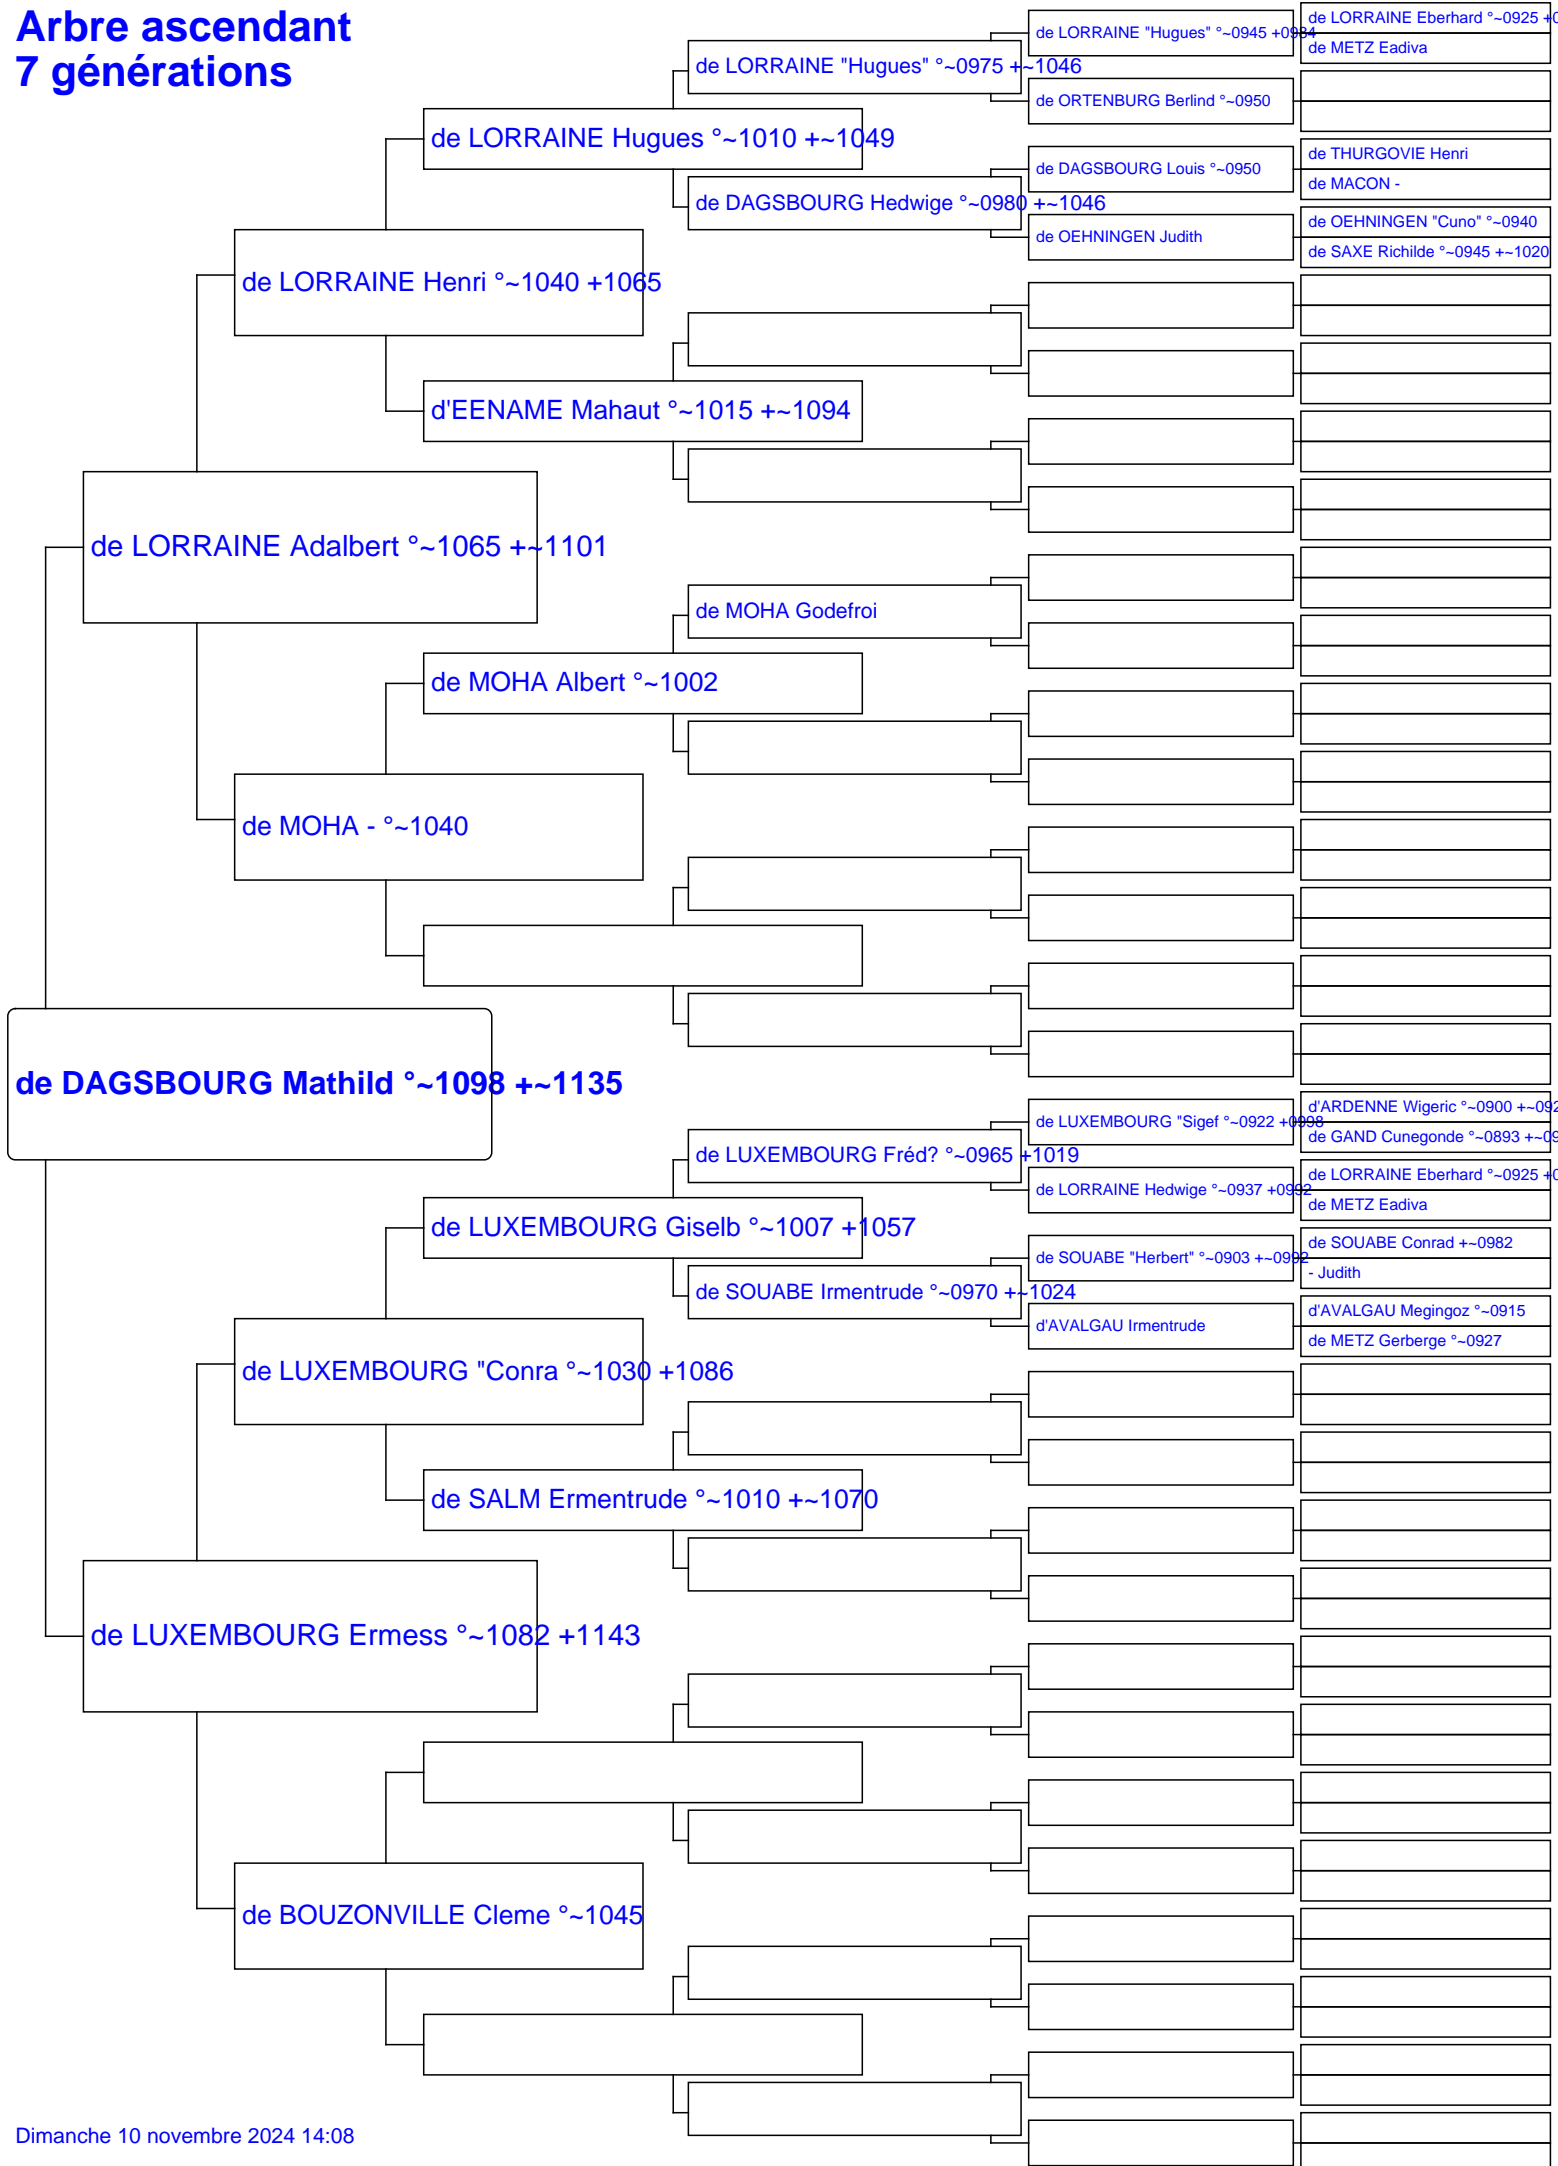 Arbre ascendant
7 générations
de LORRAINE Eberhard °~0925 +0
de LORRAINE "Hugues" °~0945 +0984
de METZ Eadiva
de LORRAINE "Hugues" °~0975 +~1046
de ORTENBURG Berlind °~0950
de LORRAINE Hugues °~1010 +~1049
de THURGOVIE Henri
de DAGSBOURG Louis °~0950
de MACON -
de DAGSBOURG Hedwige °~0980 +~1046
de OEHNINGEN "Cuno" °~0940
de OEHNINGEN Judith
de SAXE Richilde °~0945 +~1020
de LORRAINE Henri °~1040 +1065
d'EENAME Mahaut °~1015 +~1094
de LORRAINE Adalbert °~1065 +~1101
de MOHA Godefroi
de MOHA Albert °~1002
de MOHA - °~1040
de DAGSBOURG Mathild °~1098 +~1135
d'ARDENNE Wigeric °~0900 +~092
de LUXEMBOURG "Sigef °~0922 +0998
de GAND Cunegonde °~0893 +~09
de LUXEMBOURG Fréd? °~0965 +1019
de LORRAINE Eberhard °~0925 +0
de LORRAINE Hedwige °~0937 +0992
de METZ Eadiva
de LUXEMBOURG Giselb °~1007 +1057
de SOUABE Conrad +~0982
de SOUABE "Herbert" °~0903 +~0992
- Judith
de SOUABE Irmentrude °~0970 +~1024
d'AVALGAU Megingoz °~0915
d'AVALGAU Irmentrude
de METZ Gerberge °~0927
de LUXEMBOURG "Conra °~1030 +1086
de SALM Ermentrude °~1010 +~1070
de LUXEMBOURG Ermess °~1082 +1143
de BOUZONVILLE Cleme °~1045
Dimanche 10 novembre 2024 14:08